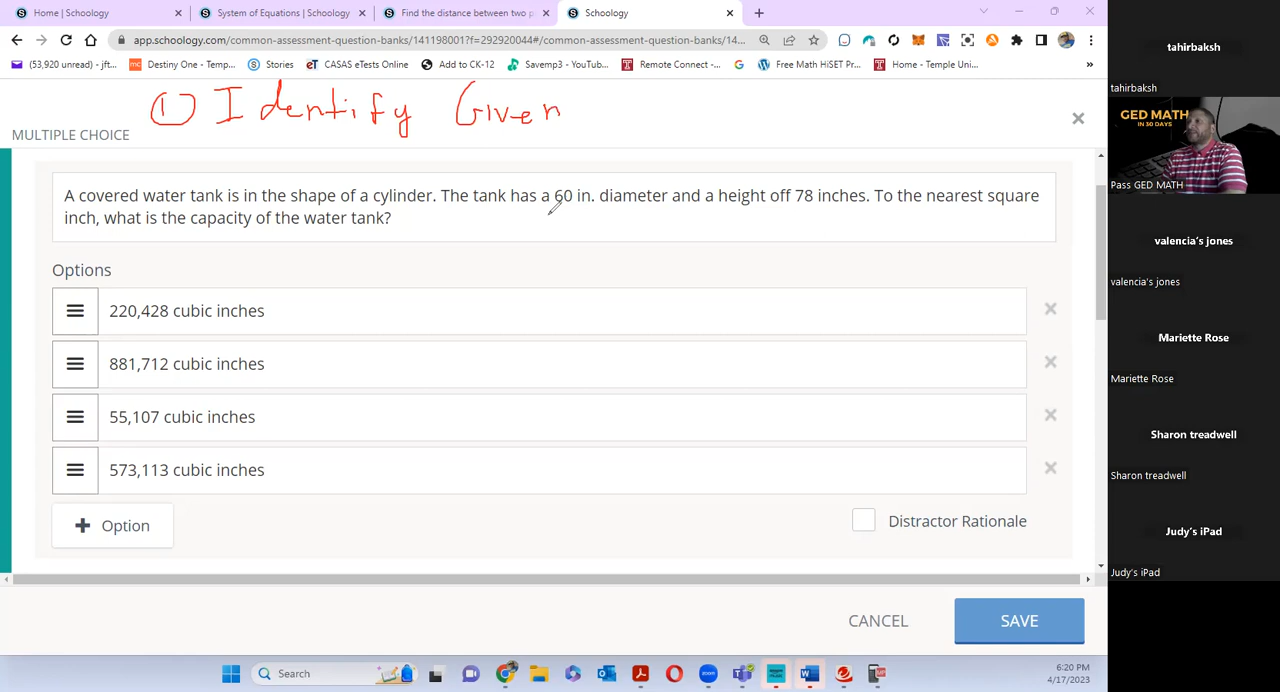 Home | Schoology
System of Equations | Schoology
Find the distance between two p
Schoology
app.schoology.com/common-assessment-question-banks/141198001?f=292920044#/common-assessment-question-banks/14...
(53,920 unread) - jft...
Destiny One - Temp...
Stories
CASAS eTests Online
Add to CK-12
Savemp3 - YouTub...
Remote Connect -...
Free Math HiSET Pr...
Home - Temple Uni...
»
① Identify Given
MULTIPLE CHOICE
A covered water tank is in the shape of a cylinder. The tank has a 60 in. diameter and a height off 78 inches. To the nearest square
inch, what is the capacity of the water tank?
Options
220,428 cubic inches
881,712 cubic inches
55,107 cubic inches
573,113 cubic inches
+ Option
Distractor Rationale
CANCEL
SAVE
Search
6:20 PM
4/17/2023
tahirbaksh
tahirbaksh
GED MATH
IN 30 DAYS
Pass GED MATH
valencia's jones
valencia's jones
Mariette Rose
Mariette Rose
Sharon treadwell
Sharon treadwell
Judy's iPad
Judy's iPad